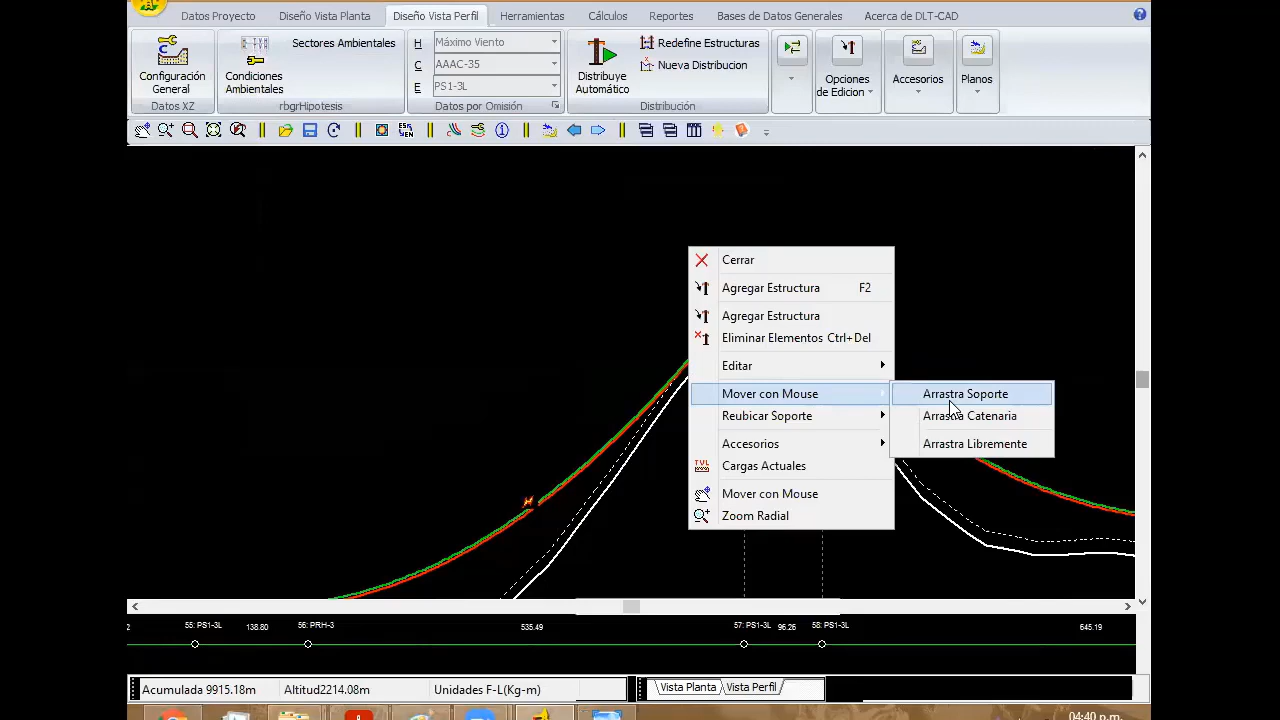 Datos Proyecto Diseño Vista Planta Diseño Vista Perfil Herramientas Cálculos Reportes Bases de Datos Generales Acerca de DLT-CAD
Configuración General
Datos XZ
Condiciones Ambientales
Sectores Ambientales
rbgrHipotesis
H Máximo Viento
C AAAC-35
E PS1-3L
Datos por Omisión
Distribuye Automático
Redefine Estructuras
Nueva Distribucion
Distribución
Opciones de Edicion
Accesorios
Planos
Cerrar
Agregar Estructura F2
Agregar Estructura
Eliminar Elementos Ctrl+Del
Editar
Mover con Mouse
Reubicar Soporte
Accesorios
Cargas Actuales
Mover con Mouse
Zoom Radial
Arrastra Soporte
Arrastra Catenaria
Arrastra Libremente
2 55: PS1-3L 138.80 56: PRH-3 535.49 57: PS1-3L 96.26 58: PS1-3L 645.19
Acumulada 9915.18m Altitud2214.08m Unidades F-L(Kg-m) Vista Planta Vista Perfil
04:40 p.m.